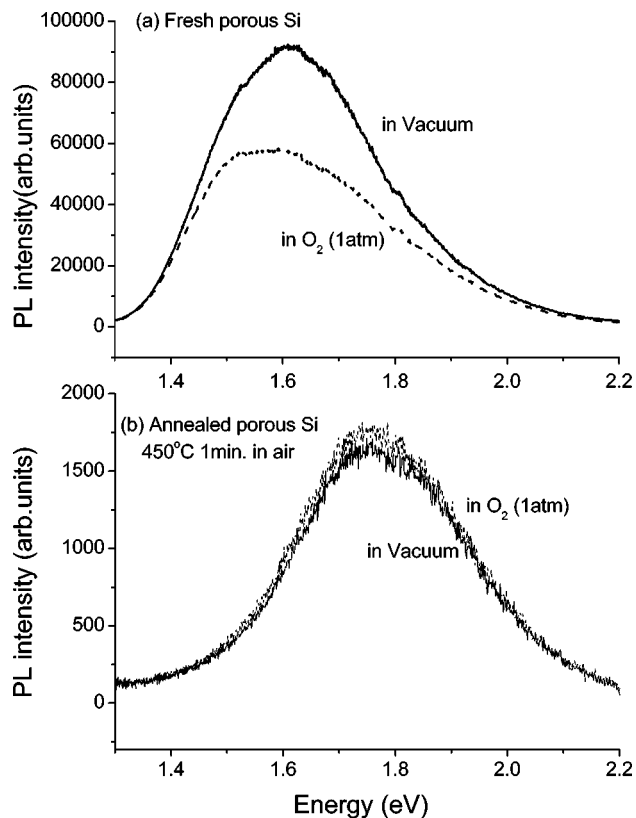 (a) Fresh porous Si
in Vacuum
in O₂ (1atm)
PL intensity(arb.units)
100000
80000
60000
40000
20000
0
1.4 1.6 1.8 2.0 2.2
(b) Annealed porous Si
450°C 1min. in air
in O₂ (1atm)
in Vacuum
PL intensity (arb.units)
2000
1500
1000
500
0
1.4 1.6 1.8 2.0 2.2
Energy (eV)